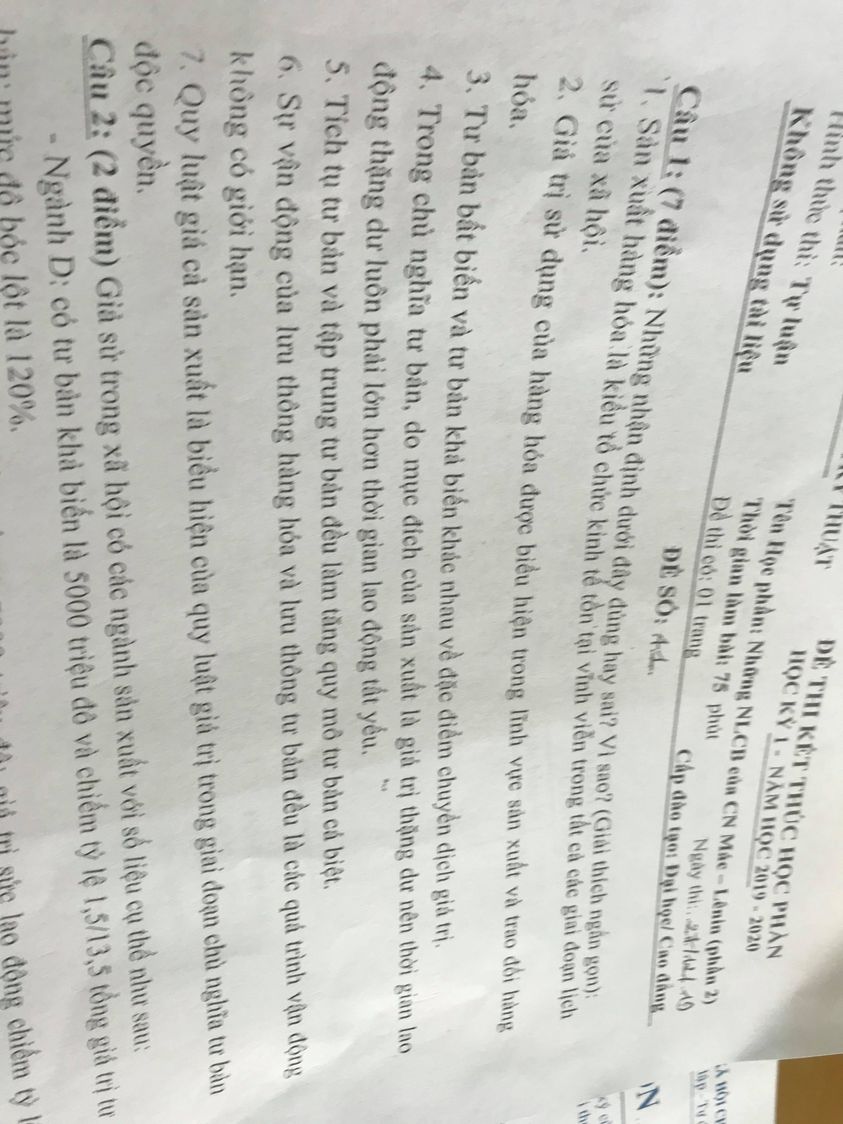 THUẬT
ĐỀ THI KẾT THÚC HỌC PHẦN
HỌC KỲ 1 - NĂM HỌC 2019 - 2020
Hình thức thi: Tự luận
Không sử dụng tài liệu
Tên Học phần: Những NLCB của CN Mác – Lênin (phần 2)
Thời gian làm bài: 75 phút
Ngày thi:
Đề thi có: 01 trang
Cấp đào tạo: Đại học/ Cao đẳng
ĐỀ SỐ:
Câu 1: (7 điểm): Những nhận định dưới đây đúng hay sai? Vì sao? (Giải thích ngắn gọn):
1. Sản xuất hàng hóa là kiểu tổ chức kinh tế tồn tại vĩnh viễn trong tất cả các giai đoạn lịch
sử của xã hội.
2. Giá trị sử dụng của hàng hóa được biểu hiện trong lĩnh vực sản xuất và trao đổi hàng
hóa.
3. Tư bản bất biến và tư bản khả biến khác nhau về đặc điểm chuyển dịch giá trị.
4. Trong chủ nghĩa tư bản, do mục đích của sản xuất là giá trị thặng dư nên thời gian lao
động thặng dư luôn phải lớn hơn thời gian lao động tất yếu.
5. Tích tụ tư bản và tập trung tư bản đều làm tăng quy mô tư bản cá biệt.
6. Sự vận động của lưu thông hàng hóa và lưu thông tư bản đều là các quá trình vận động
không có giới hạn.
7. Quy luật giá cả sản xuất là biểu hiện của quy luật giá trị trong giai đoạn chủ nghĩa tư bản
độc quyền.
Câu 2: (2 điểm) Giả sử trong xã hội có các ngành sản xuất với số liệu cụ thể như sau:
- Ngành D: có tư bản khả biến là 5000 triệu đô và chiếm tỷ lệ 1,5/13,5 tổng giá trị tư
bản; mức độ bóc lột là 120%.
giá trị sức lao động chiếm tỷ